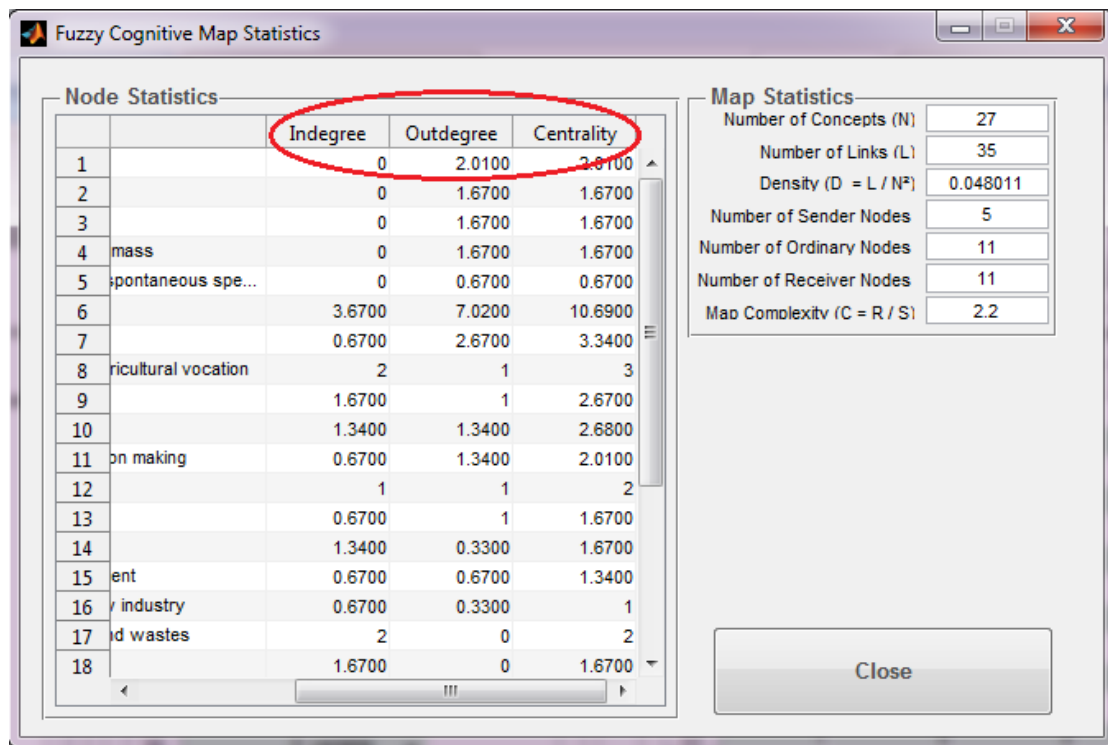 Fuzzy Cognitive Map Statistics
Node Statistics
Indegree Outdegree Centrality
1 0 2.0100 2.0100
2 0 1.6700 1.6700
3 0 1.6700 1.6700
4 mass 0 1.6700 1.6700
5 spontaneous spe... 0 0.6700 0.6700
6 3.6700 7.0200 10.6900
7 0.6700 2.6700 3.3400
8 ricultural vocation 2 1 3
9 1.6700 1 2.6700
10 1.3400 1.3400 2.6800
11 on making 0.6700 1.3400 2.0100
12 1 1 2
13 0.6700 1 1.6700
14 1.3400 0.3300 1.6700
15 ent 0.6700 0.6700 1.3400
16 y industry 0.6700 0.3300 1
17 nd wastes 2 0 2
18 1.6700 0 1.6700
Map Statistics
Number of Concepts (N) 27
Number of Links (L) 35
Density (D = L / N²) 0.048011
Number of Sender Nodes 5
Number of Ordinary Nodes 11
Number of Receiver Nodes 11
Map Complexity (C = R / S) 2.2
Close